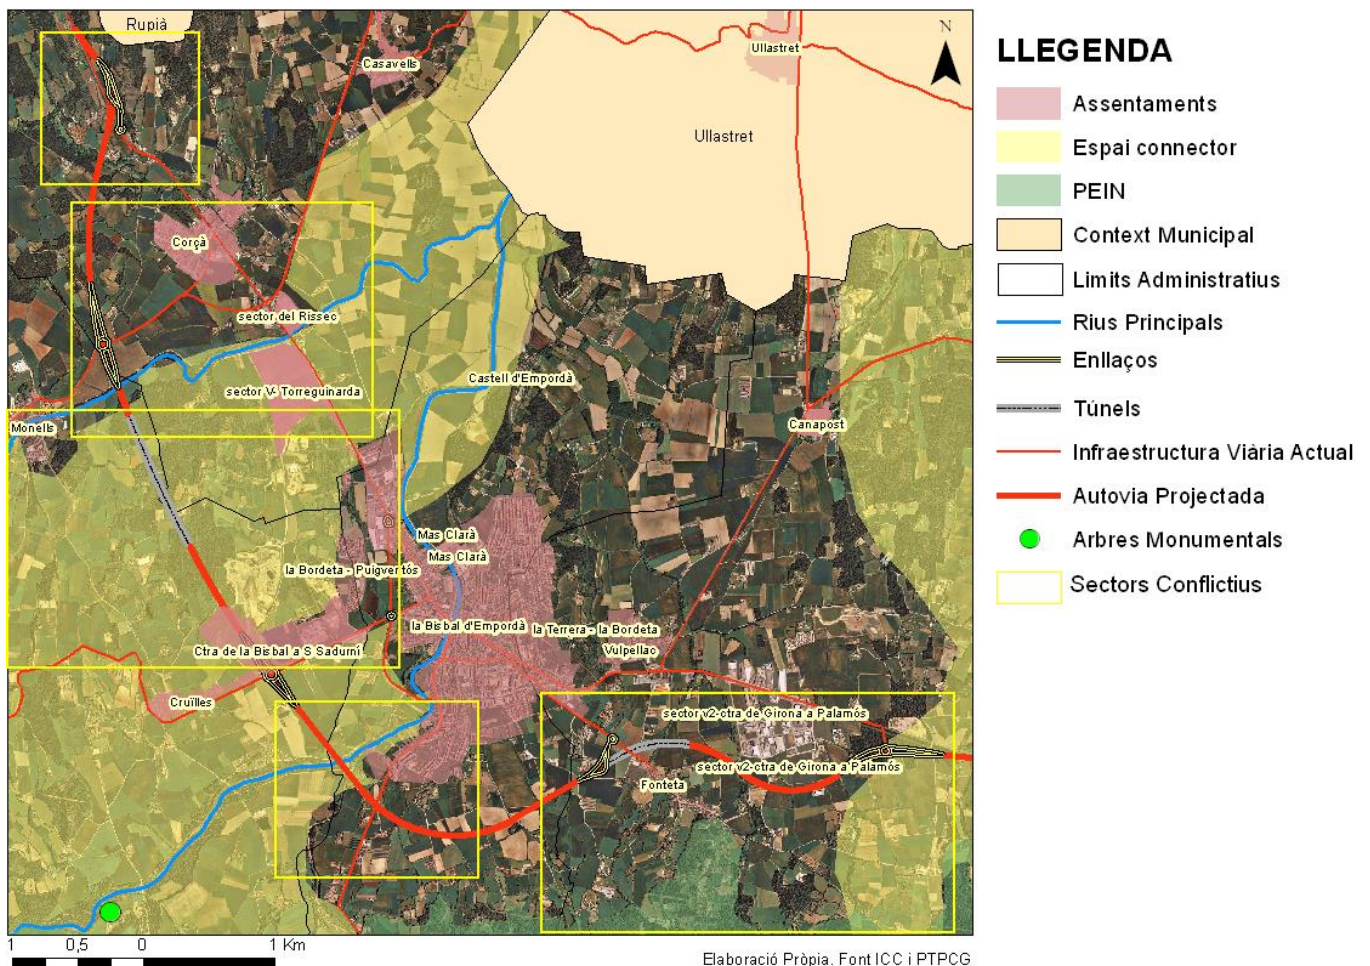 Rupià
Casavells
Ullastret
N
Ullastret
Corçà
sector del Rissec
sector V- Torreguinarda
Castell d'Empordà
Monells
Canapost
Mas Clarà
Mas Clarà
la Bordeta - Puigventós
la Bisbal d'Empordà
la Terrera - la Bordeta
Vulpellac
Ctra de la Bisbal a S Sadurní
Cruïlles
sector v2-ctra de Girona a Palamós
sector v2-ctra de Girona a Palamós
Fonteta
1 0,5 0 1 Km
Elaboració Pròpia. Font ICC i PTPCG
LLEGENDA
Assentaments
Espai connector
PEIN
Context Municipal
Limits Administratius
Rius Principals
Enllaços
Túnels
Infraestructura Viària Actual
Autovia Projectada
Arbres Monumentals
Sectors Conflictius